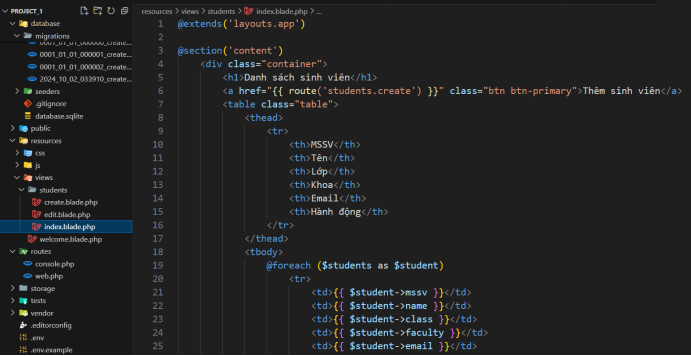 PROJECT_1
database
migrations
0001_01_01_000000_create...
0001_01_01_000001_create...
0001_01_01_000002_create...
2024_10_02_033910_create...
seeders
.gitignore
database.sqlite
public
resources
css
js
views
students
create.blade.php
edit.blade.php
index.blade.php
welcome.blade.php
routes
console.php
web.php
storage
tests
vendor
.editorconfig
.env
.env.example
resources > views > students > index.blade.php > ...
1 @extends('layouts.app')
2
3 @section('content')
4 <div class="container">
5 <h1>Danh sách sinh viên</h1>
6 <a href="{{ route('students.create') }}" class="btn btn-primary">Thêm sinh viên</a>
7 <table class="table">
8 <thead>
9 <tr>
10 <th>MSSV</th>
11 <th>Tên</th>
12 <th>Lớp</th>
13 <th>Khoa</th>
14 <th>Email</th>
15 <th>Hành động</th>
16 </tr>
17 </thead>
18 <tbody>
19 @foreach ($students as $student)
20 <tr>
21 <td>{{ $student->mssv }}</td>
22 <td>{{ $student->name }}</td>
23 <td>{{ $student->class }}</td>
24 <td>{{ $student->faculty }}</td>
25 <td>{{ $student->email }}</td>